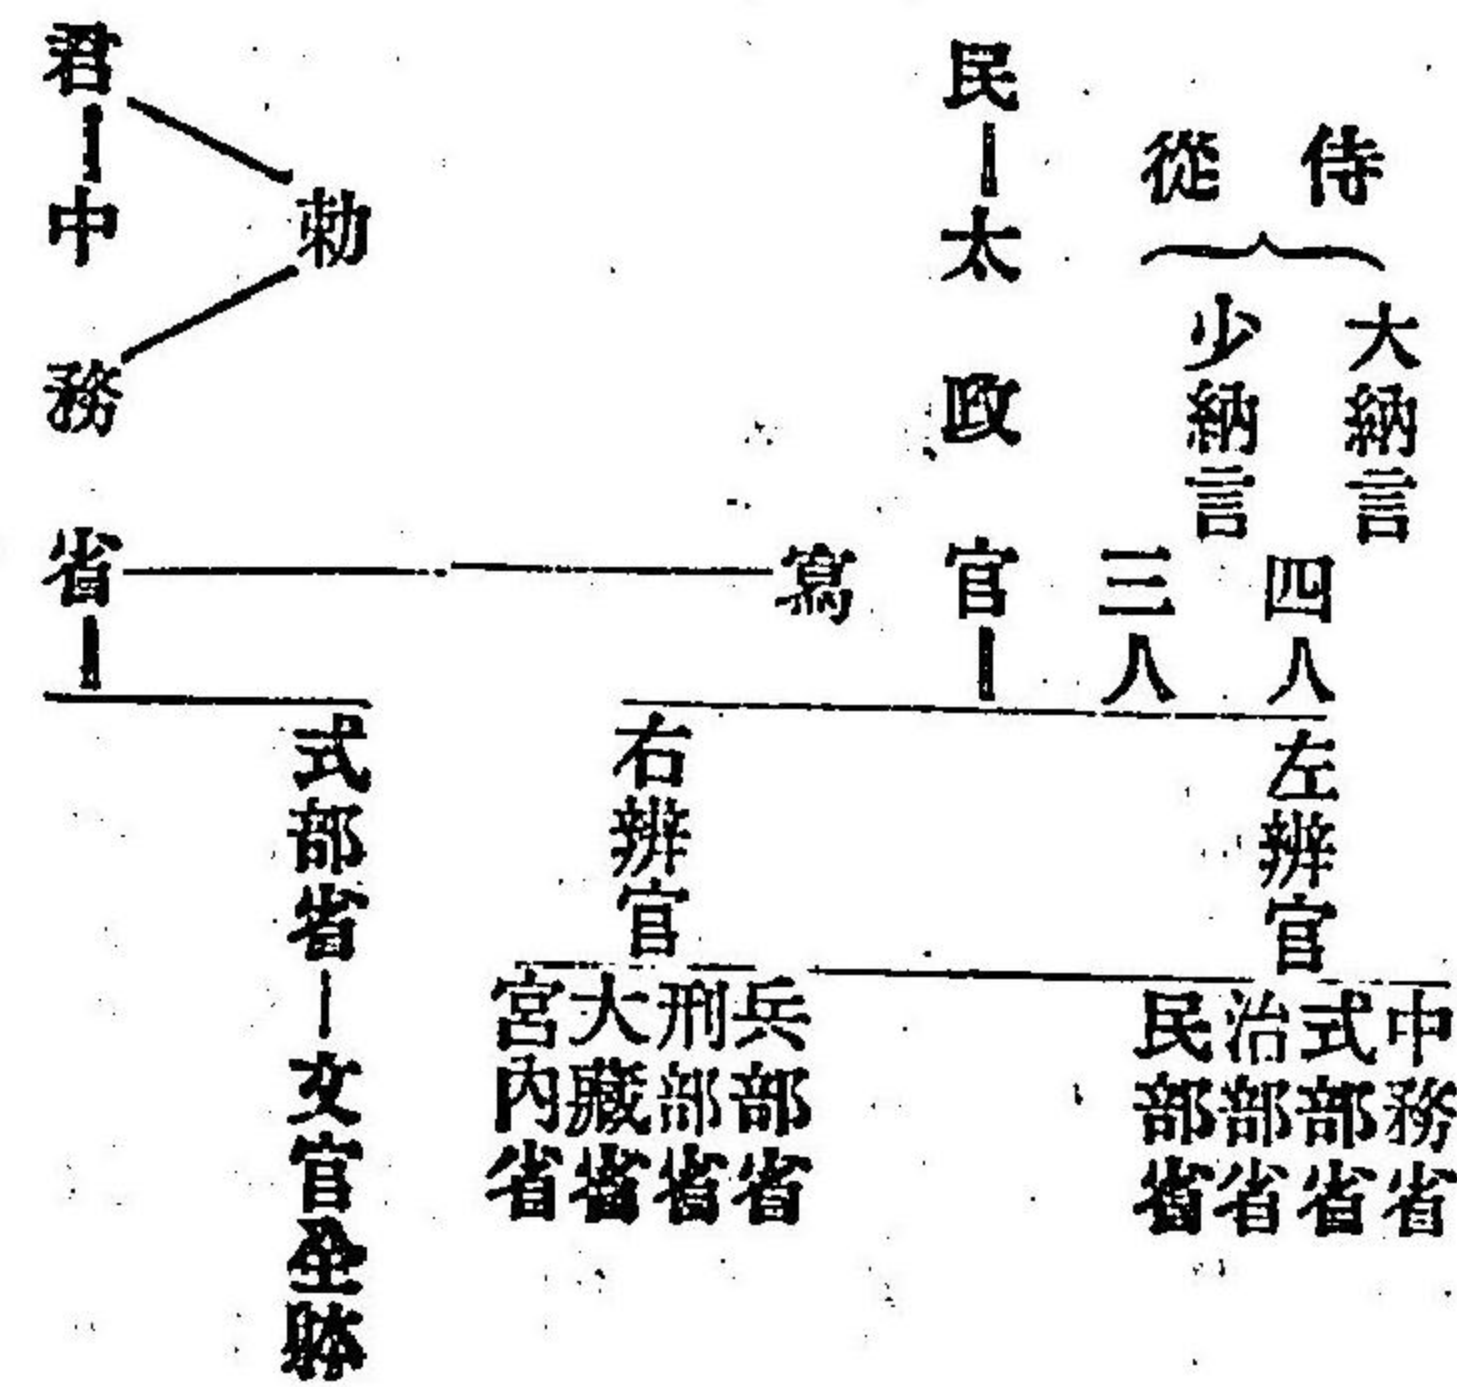 侍從
大納言
四人
少納言
三人
民
太政官
左辨官
中務省
式部省
治部省
民部省
右辨官
兵部省
刑部省
大藏省
宮內省
寫
勅
君
中務省
式部省
文官全躰